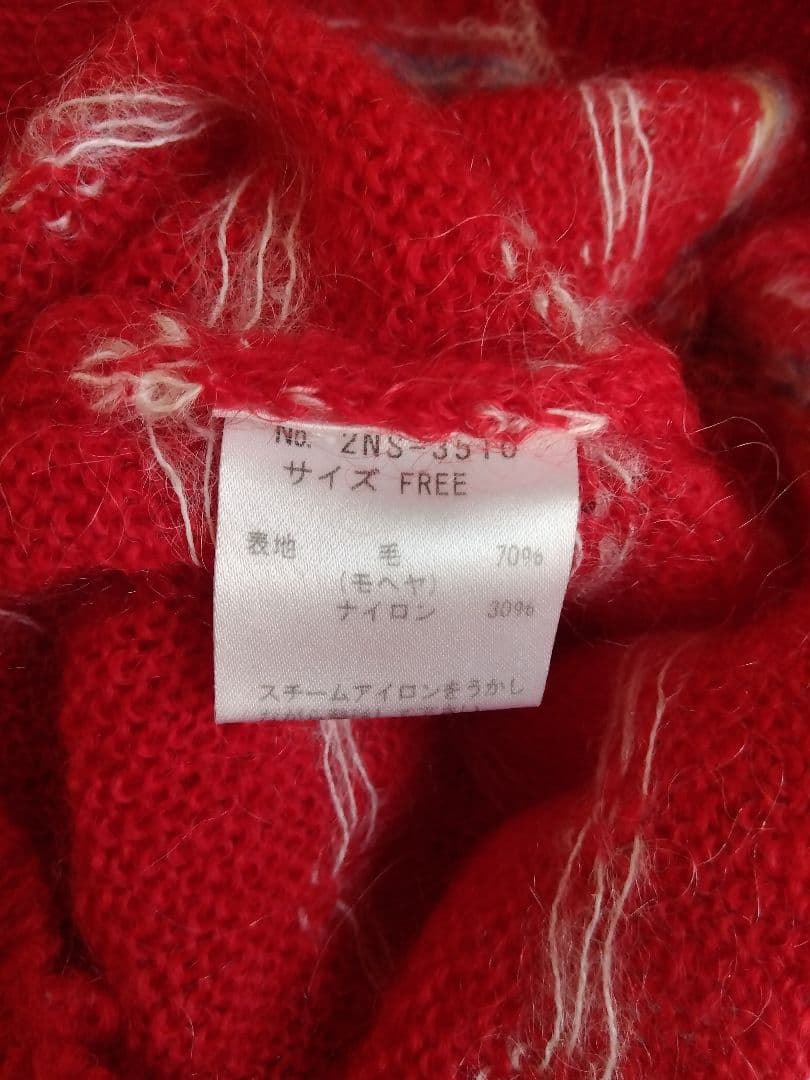 No. 2NS-3510
サイズ FREE
表地 毛 70%
(モヘヤ)
ナイロン 30%
スチームアイロンをうかし